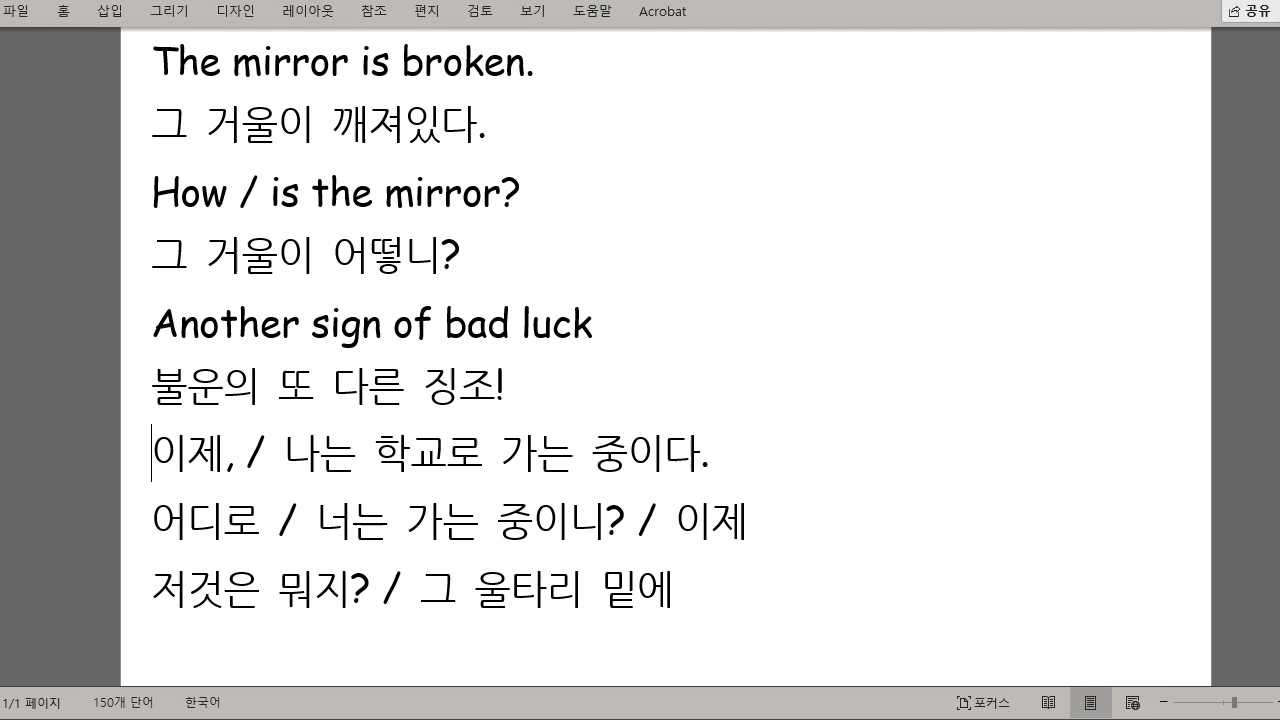 파일 홈 삽입 그리기 디자인 레이아웃 참조 편지 검토 보기 도움말 Acrobat 공유
The mirror is broken.
그 거울이 깨져있다.
How / is the mirror?
그 거울이 어떻니?
Another sign of bad luck
불운의 또 다른 징조!
이제, / 나는 학교로 가는 중이다.
어디로 / 너는 가는 중이니? / 이제
저것은 뭐지? / 그 울타리 밑에
1/1 페이지 150개 단어 한국어 포커스